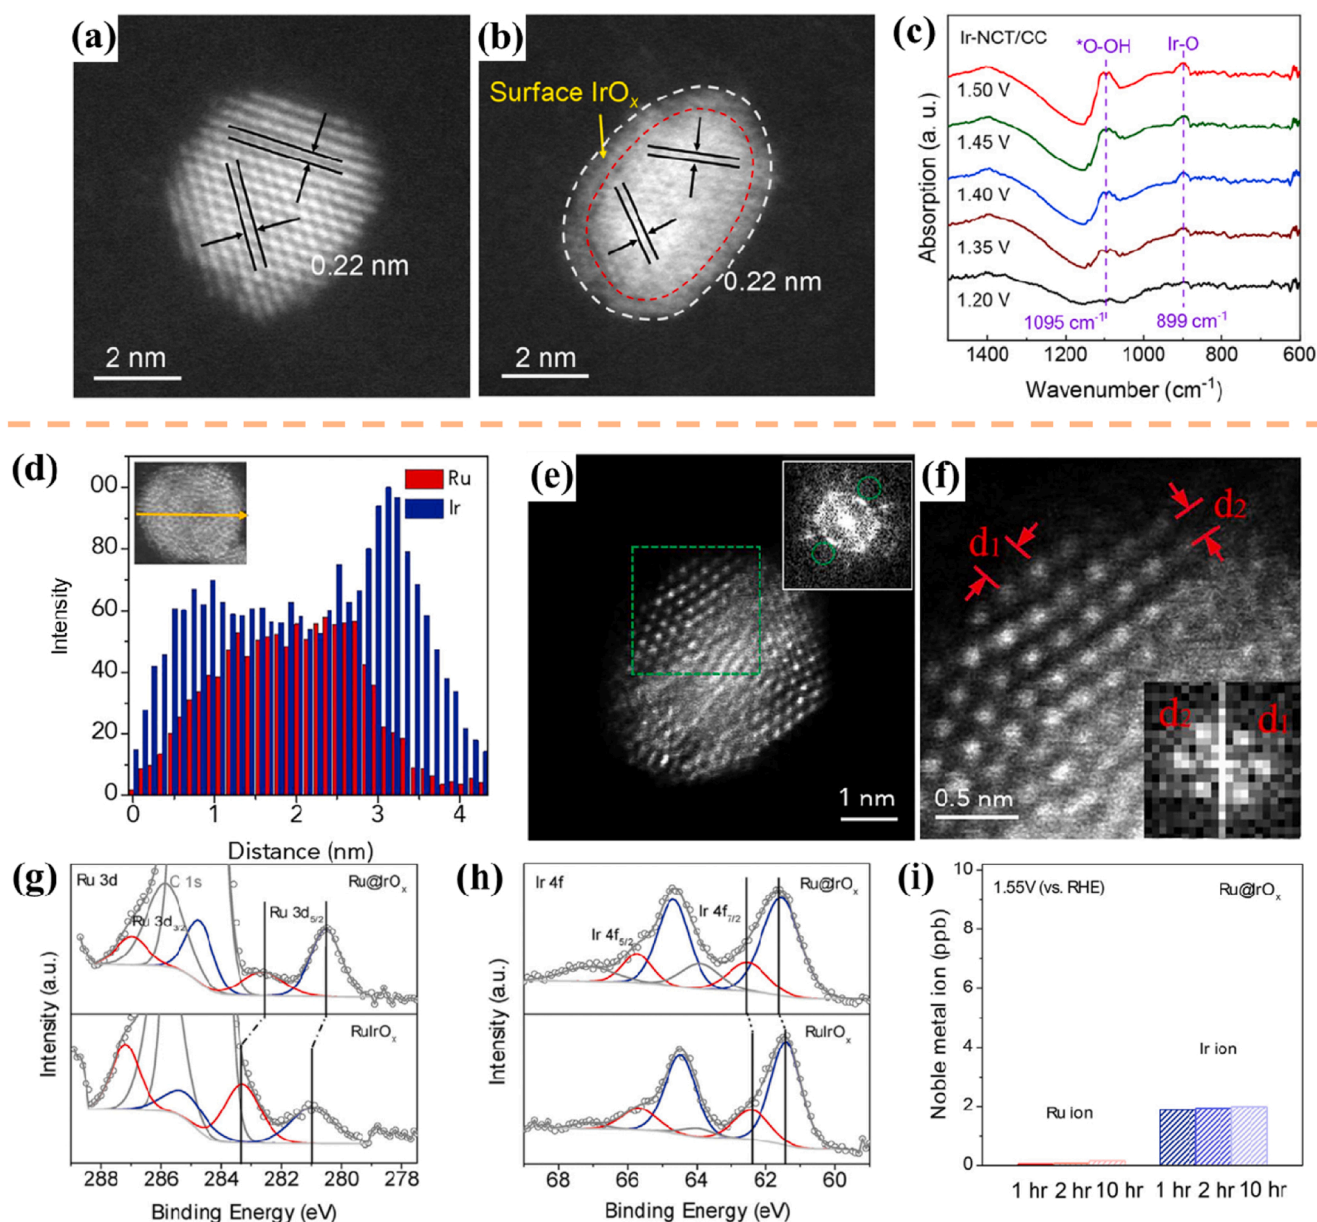 (a)
0.22 nm
2 nm
(b)
Surface IrOx
0.22 nm
2 nm
(c)
Ir-NCT/CC
*O-OH
Ir-O
1.50 V
1.45 V
1.40 V
1.35 V
1.20 V
1095 cm-1
899 cm-1
Absorption (a. u.)
1400 1200 1000 800 600
Wavenumber (cm-1)
(d)
Ru
Ir
Intensity
00
80
60
40
20
0
0 1 2 3 4
Distance (nm)
(e)
1 nm
(f)
d1
d2
d2
d1
0.5 nm
(g)
Ru 3d
C 1s
Ru@IrOx
Ru 3d3/2
Ru 3d5/2
RuIrOx
Intensity (a.u.)
288 286 284 282 280 278
Binding Energy (eV)
(h)
Ir 4f
Ru@IrOx
Ir 4f7/2
Ir 4f5/2
RuIrOx
Intensity (a.u.)
68 66 64 62 60
Binding Energy (eV)
(i)
1.55V (vs. RHE)
Ru@IrOx
Ir ion
Ru ion
Noble metal ion (ppb)
10
8
6
4
2
0
1 hr 2 hr 10 hr 1 hr 2 hr 10 hr